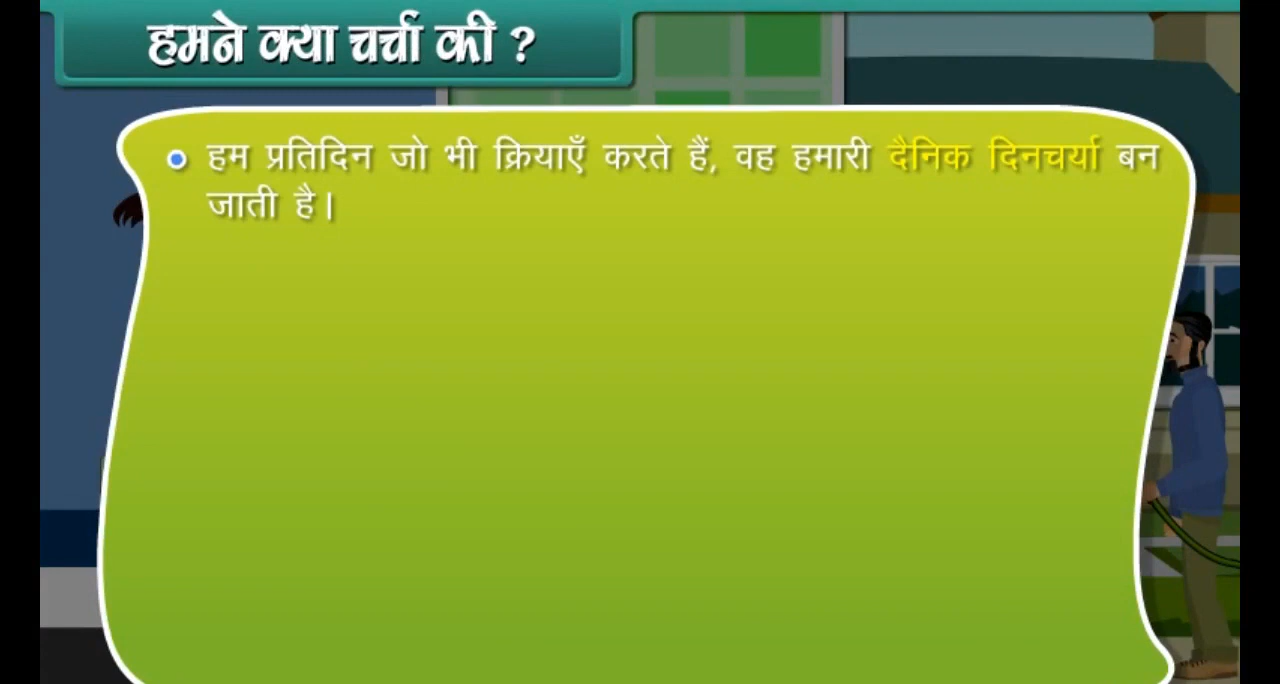 हमने क्या चर्चा की ?
हम प्रतिदिन जो भी क्रियाएँ करते हैं, वह हमारी दैनिक दिनचर्या बन
जाती है।